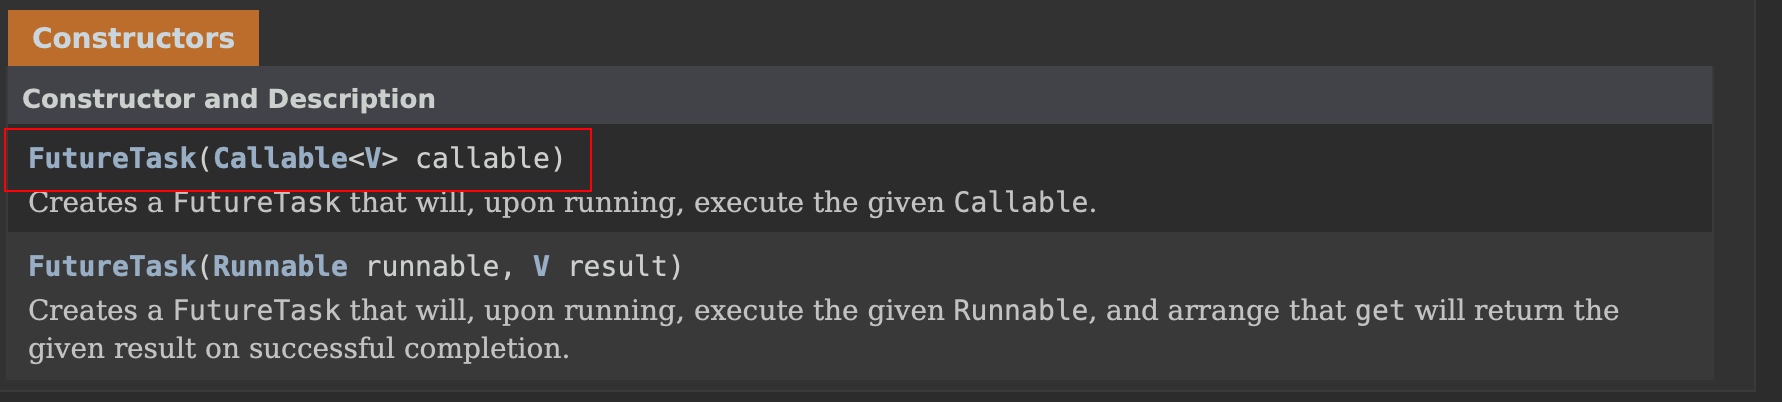 Constructors
Constructor and Description
FutureTask(Callable<V> callable)
Creates a FutureTask that will, upon running, execute the given Callable.
FutureTask(Runnable runnable, V result)
Creates a FutureTask that will, upon running, execute the given Runnable, and arrange that get will return the
given result on successful completion.